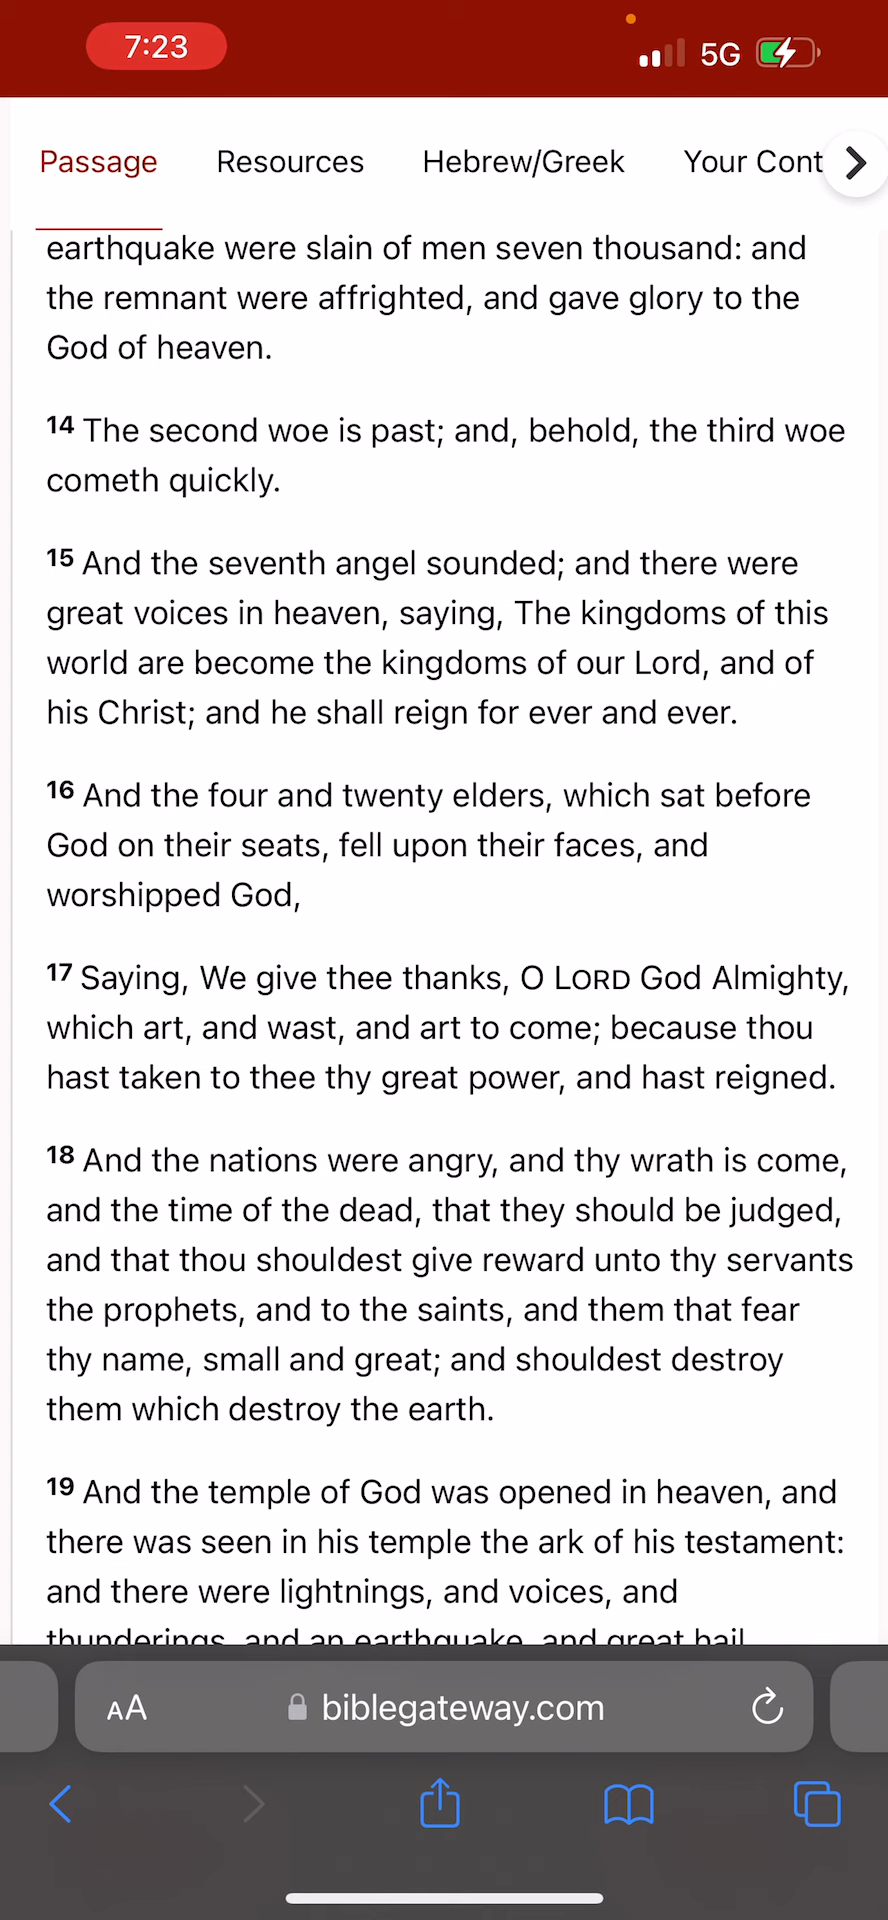 7:23
5G
Passage Resources Hebrew/Greek Your Cont
earthquake were slain of men seven thousand: and
the remnant were affrighted, and gave glory to the
God of heaven.
14 The second woe is past; and, behold, the third woe
cometh quickly.
15 And the seventh angel sounded; and there were
great voices in heaven, saying, The kingdoms of this
world are become the kingdoms of our Lord, and of
his Christ; and he shall reign for ever and ever.
16 And the four and twenty elders, which sat before
God on their seats, fell upon their faces, and
worshipped God,
17 Saying, We give thee thanks, O LORD God Almighty,
which art, and wast, and art to come; because thou
hast taken to thee thy great power, and hast reigned.
18 And the nations were angry, and thy wrath is come,
and the time of the dead, that they should be judged,
and that thou shouldest give reward unto thy servants
the prophets, and to the saints, and them that fear
thy name, small and great; and shouldest destroy
them which destroy the earth.
19 And the temple of God was opened in heaven, and
there was seen in his temple the ark of his testament:
and there were lightnings, and voices, and
thunderings, and an earthquake, and great hail.
AA biblegateway.com